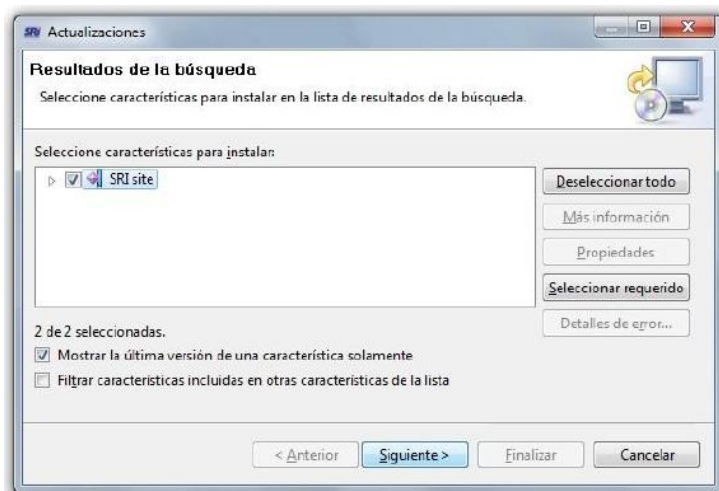 SRi Actualizaciones
Resultados de la búsqueda
Seleccione características para instalar en la lista de resultados de la búsqueda.
Seleccione características para instalar:
SRI site
Deseleccionar todo
Más información
Propiedades
Seleccionar requerido
Detalles de error...
2 de 2 seleccionadas.
Mostrar la última versión de una característica solamente
Filtrar características incluidas en otras características de la lista
< Anterior
Siguiente >
Finalizar
Cancelar